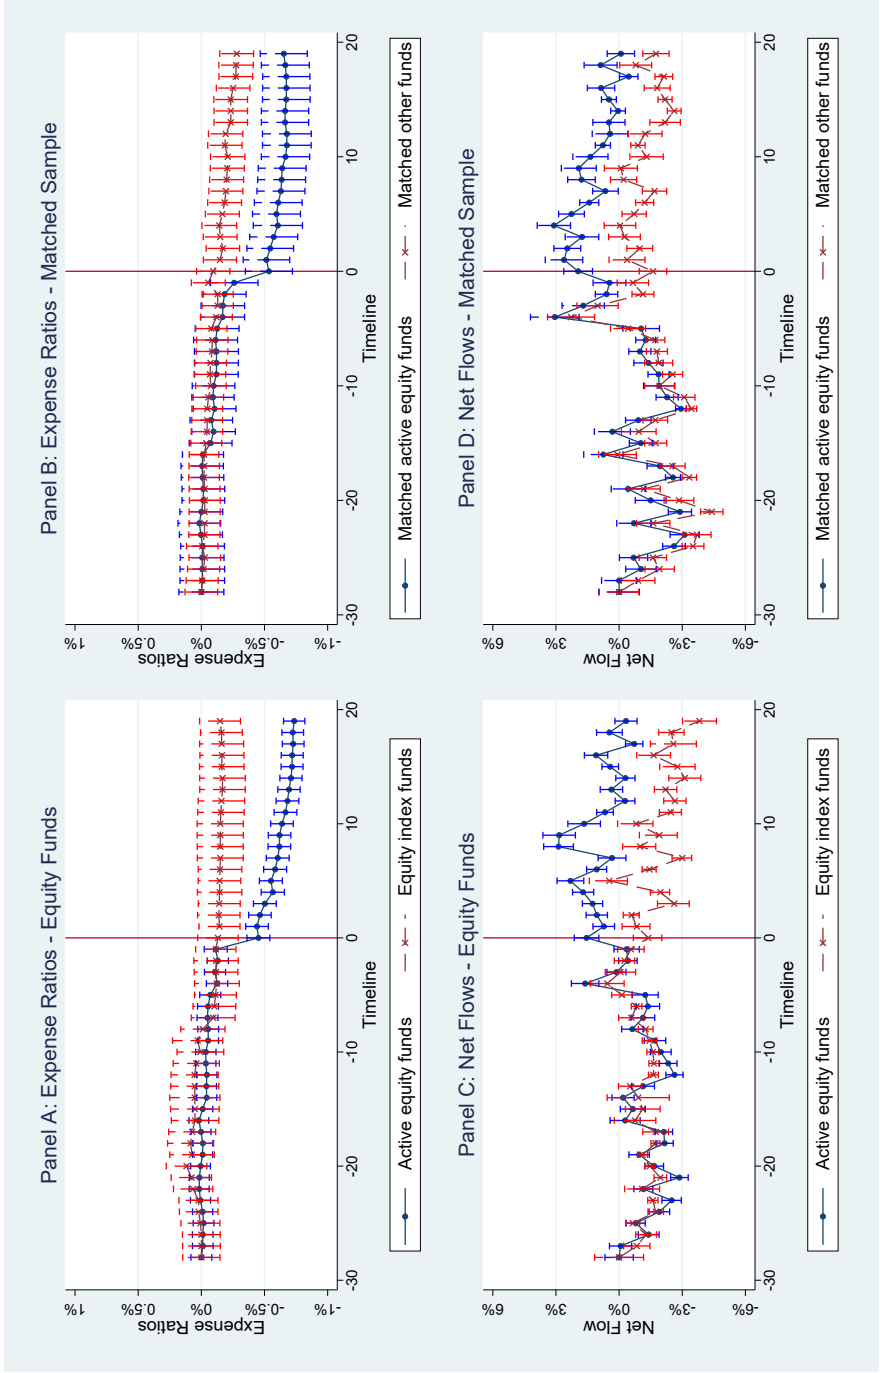 Panel A: Expense Ratios - Equity Funds
Expense Ratios
1%
0.5%
0%
-0.5%
-1%
-30 -20 -10 0 10 20
Timeline
Active equity funds Equity index funds
Panel B: Expense Ratios - Matched Sample
Expense Ratios
1%
0.5%
0%
-0.5%
-1%
-30 -20 -10 0 10 20
Timeline
Matched active equity funds Matched other funds
Panel C: Net Flows - Equity Funds
Net Flow
6%
3%
0%
-3%
-6%
-30 -20 -10 0 10 20
Timeline
Active equity funds Equity index funds
Panel D: Net Flows - Matched Sample
Net Flow
6%
3%
0%
-3%
-6%
-30 -20 -10 0 10 20
Timeline
Matched active equity funds Matched other funds